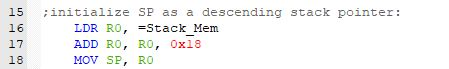 15 ;initialize SP as a descending stack pointer:
16 LDR R0, =Stack_Mem
17 ADD R0, R0, 0x18
18 MOV SP, R0